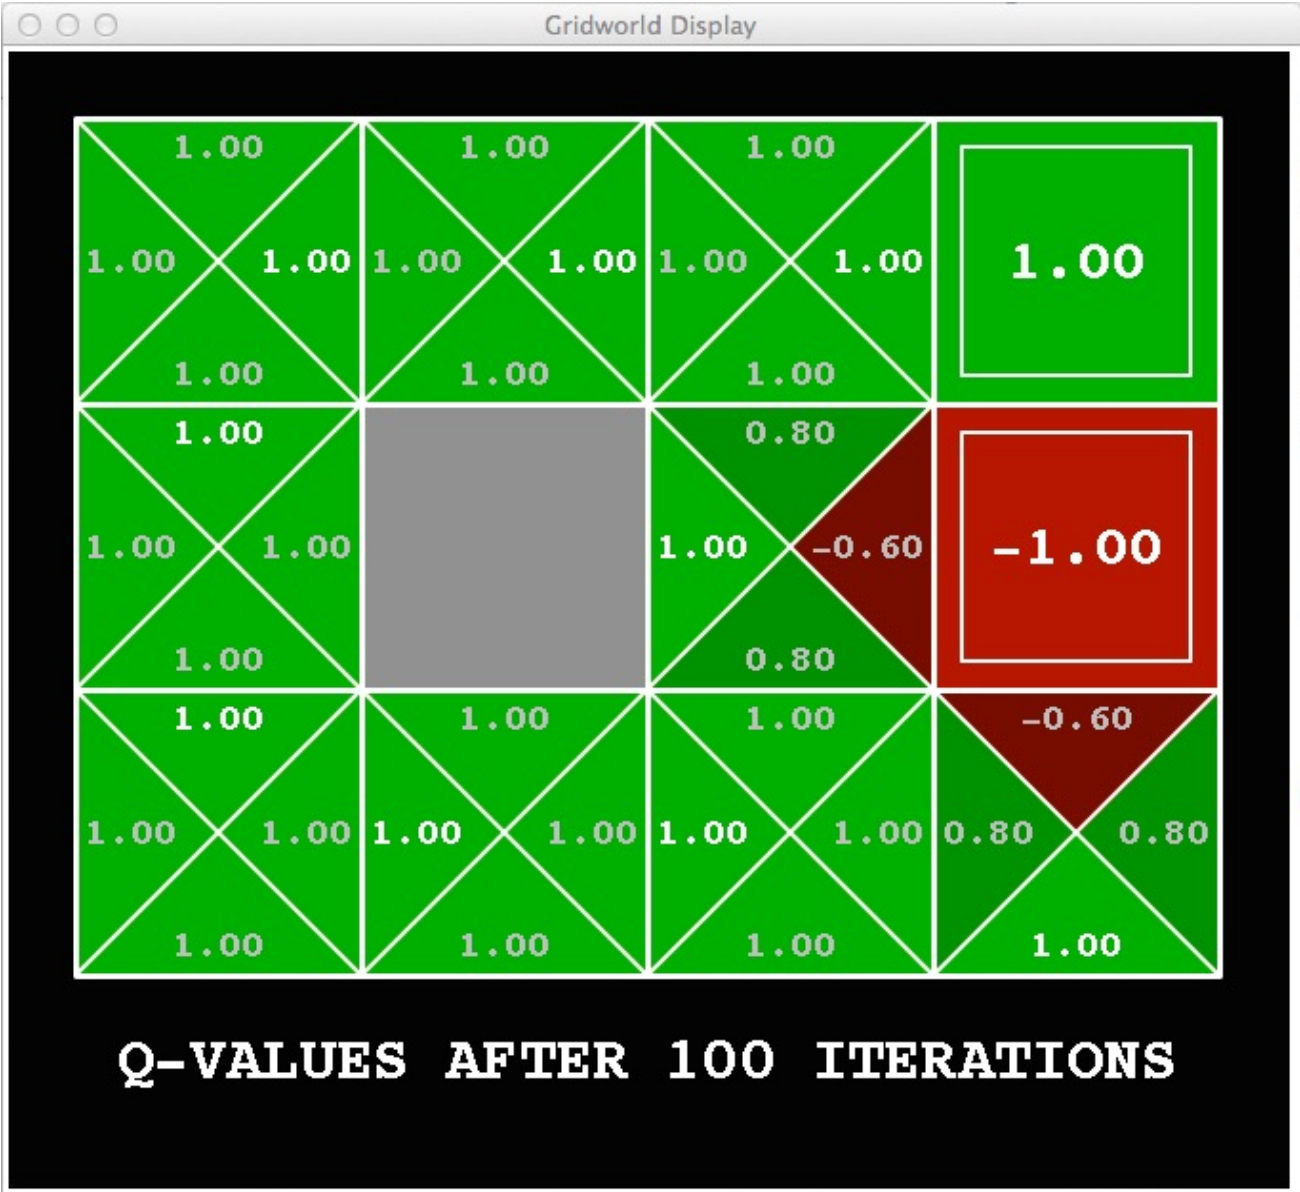 Gridworld Display
1.00 1.00 1.00
1.00 1.00 1.00 1.00 1.00 1.00 1.00
1.00 1.00 1.00
1.00 0.80
1.00 1.00 1.00 -0.60 -1.00
1.00 0.80
1.00 1.00 1.00 -0.60
1.00 1.00 1.00 1.00 1.00 1.00 0.80 0.80
1.00 1.00 1.00 1.00
Q-VALUES AFTER 100 ITERATIONS